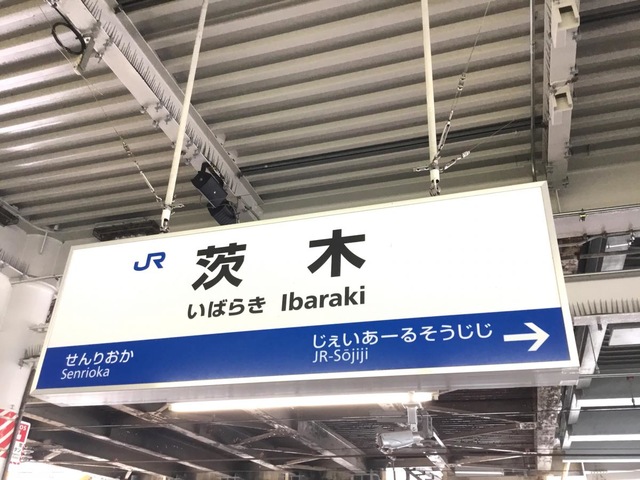 JR 茨木
いばらき Ibaraki
せんりおか じぇいあーるそうじじ →
Senrioka JR-Sōjiji